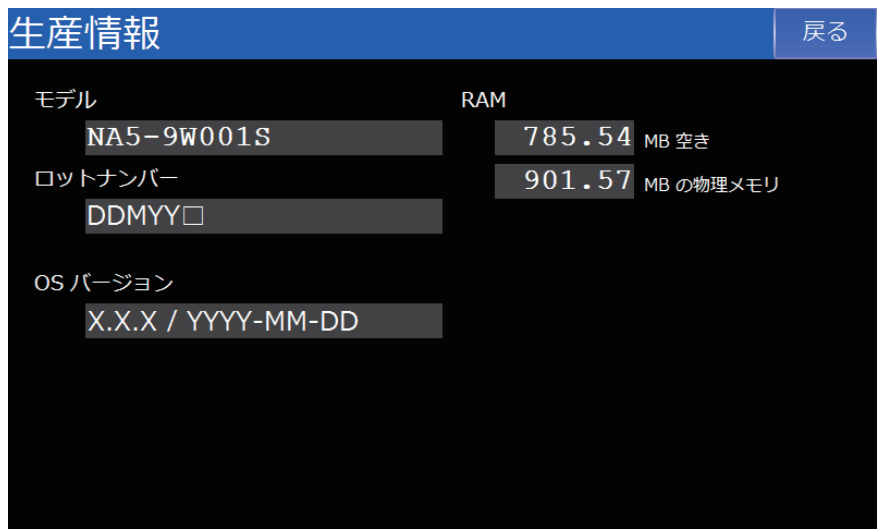 生産情報
戻る
モデル
NA5-9W001S
ロットナンバー
DDMYY□
OS バージョン
X.X.X / YYYY-MM-DD
RAM
785.54 MB 空き
901.57 MB の物理メモリ